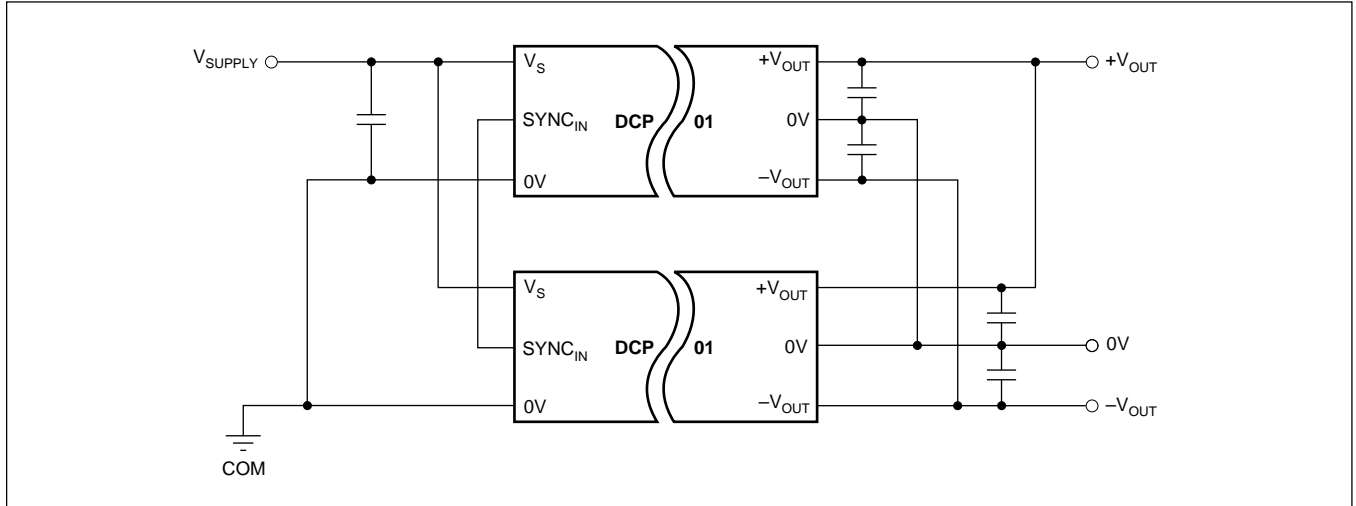 V_SUPPLY
V_S
+V_OUT
+V_OUT
SYNC_IN
DCP
01
0V
0V
−V_OUT
V_S
+V_OUT
SYNC_IN
DCP
01
0V
0V
0V
−V_OUT
−V_OUT
COM